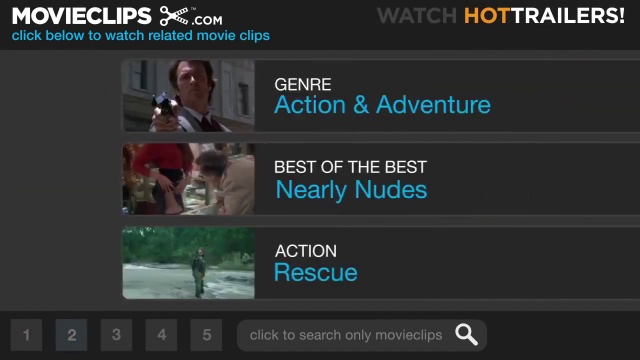 MOVIECLIPS .COM™
WATCH HOTTRAILERS!
click below to watch related movie clips
GENRE
Action & Adventure
BEST OF THE BEST
Nearly Nudes
ACTION
Rescue
1 2 3 4 5 click to search only movieclips